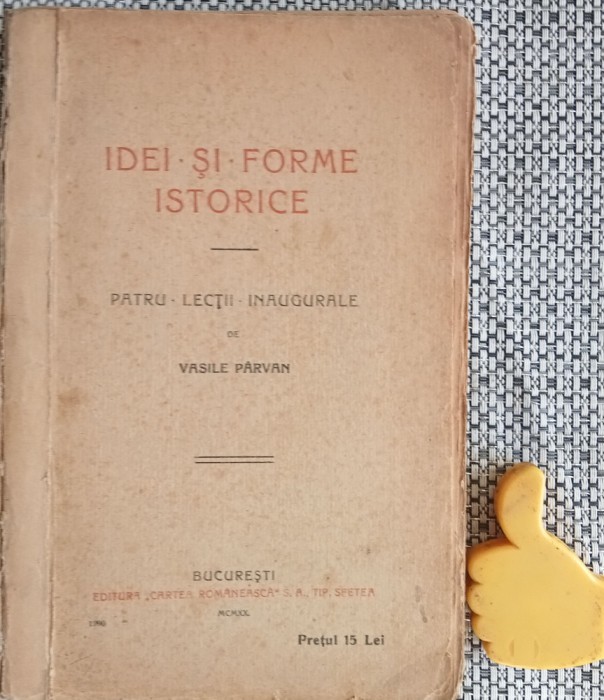 IDEI · ȘI · FORME
ISTORICE
PATRU · LECȚII · INAUGURALE
DE
VASILE PÂRVAN
BUCUREȘTI
EDITURA „CARTEA ROMÂNEASCĂ" S. A., TIP. SFETEA
MCMXX.
Prețul 15 Lei